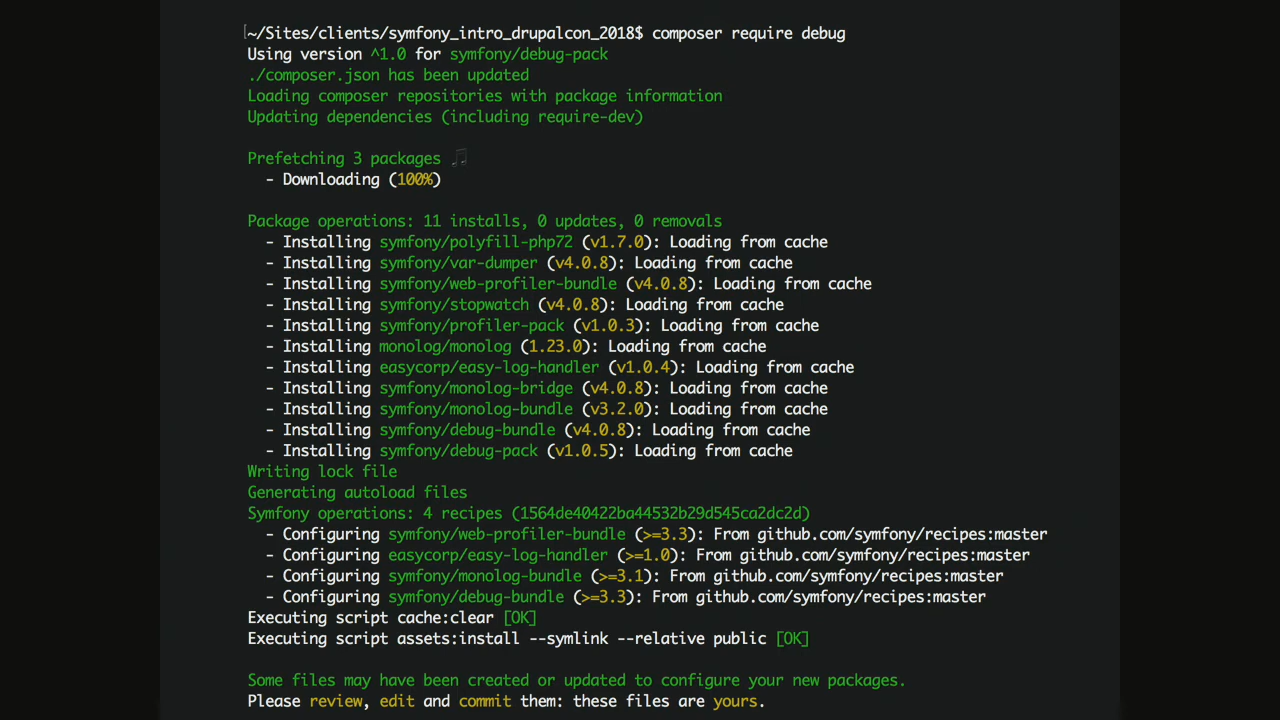 ~/Sites/clients/symfony_intro_drupalcon_2018$ composer require debug
Using version ^1.0 for symfony/debug-pack
./composer.json has been updated
Loading composer repositories with package information
Updating dependencies (including require-dev)
Prefetching 3 packages 🎵
- Downloading (100%)
Package operations: 11 installs, 0 updates, 0 removals
- Installing symfony/polyfill-php72 (v1.7.0): Loading from cache
- Installing symfony/var-dumper (v4.0.8): Loading from cache
- Installing symfony/web-profiler-bundle (v4.0.8): Loading from cache
- Installing symfony/stopwatch (v4.0.8): Loading from cache
- Installing symfony/profiler-pack (v1.0.3): Loading from cache
- Installing monolog/monolog (1.23.0): Loading from cache
- Installing easycorp/easy-log-handler (v1.0.4): Loading from cache
- Installing symfony/monolog-bridge (v4.0.8): Loading from cache
- Installing symfony/monolog-bundle (v3.2.0): Loading from cache
- Installing symfony/debug-bundle (v4.0.8): Loading from cache
- Installing symfony/debug-pack (v1.0.5): Loading from cache
Writing lock file
Generating autoload files
Symfony operations: 4 recipes (1564de40422ba44532b29d545ca2dc2d)
- Configuring symfony/web-profiler-bundle (>=3.3): From github.com/symfony/recipes:master
- Configuring easycorp/easy-log-handler (>=1.0): From github.com/symfony/recipes:master
- Configuring symfony/monolog-bundle (>=3.1): From github.com/symfony/recipes:master
- Configuring symfony/debug-bundle (>=3.3): From github.com/symfony/recipes:master
Executing script cache:clear [OK]
Executing script assets:install --symlink --relative public [OK]
Some files may have been created or updated to configure your new packages.
Please review, edit and commit them: these files are yours.